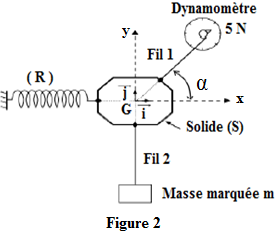 Dynamomètre
5 N
y
Fil 1
( R )
α
j
x
G
i
Solide (S)
Fil 2
Masse marquée m
Figure 2